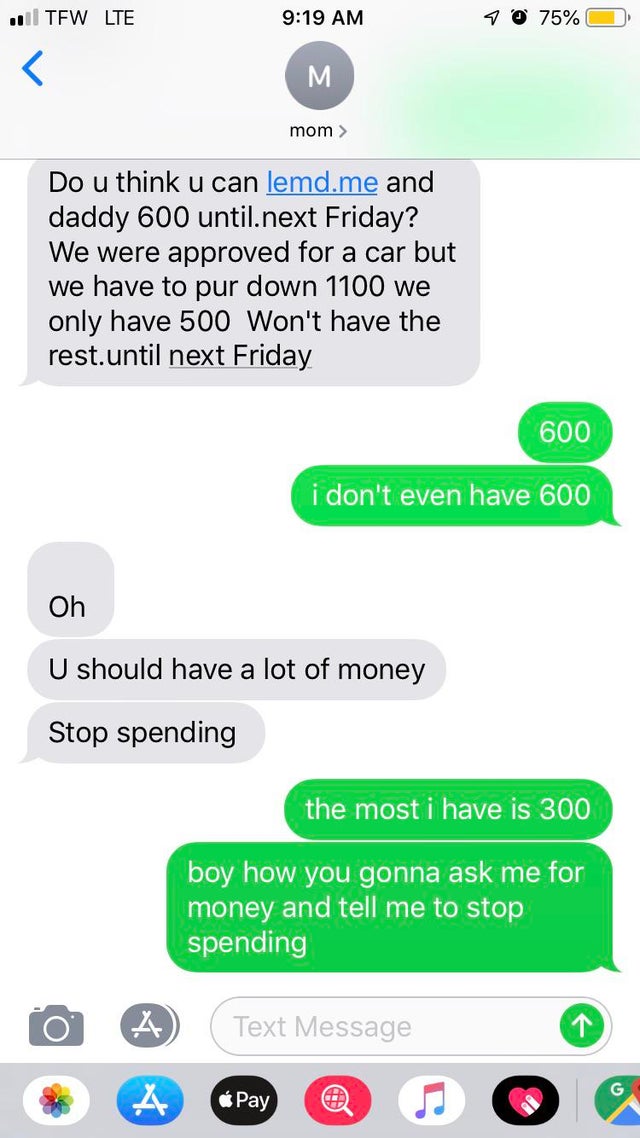 TFW LTE 9:19 AM 75%
M
mom >
Do u think u can lemd.me and
daddy 600 until.next Friday?
We were approved for a car but
we have to pur down 1100 we
only have 500  Won't have the
rest.until next Friday
600
i don't even have 600
Oh
U should have a lot of money
Stop spending
the most i have is 300
boy how you gonna ask me for
money and tell me to stop
spending
Text Message
Pay
G